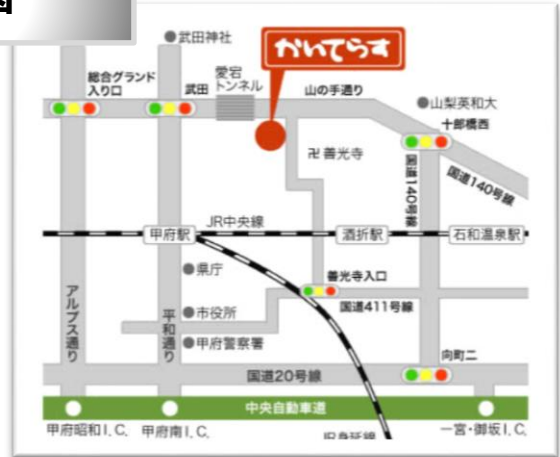 図
武田神社
かいてらす
総合グランド
入り口
武田
愛宕
トンネル
山の手通り
山梨英和大
十郎橋西
卍善光寺
国道140号線
国道140号線
JR中央線
甲府駅
酒折駅
石和温泉駅
県庁
善光寺入口
国道411号線
アルプス通り
平和通り
市役所
甲府警察署
向町二
国道20号線
中央自動車道
甲府昭和I.C.
甲府南I.C.
JR身延線
一宮・御坂I.C.